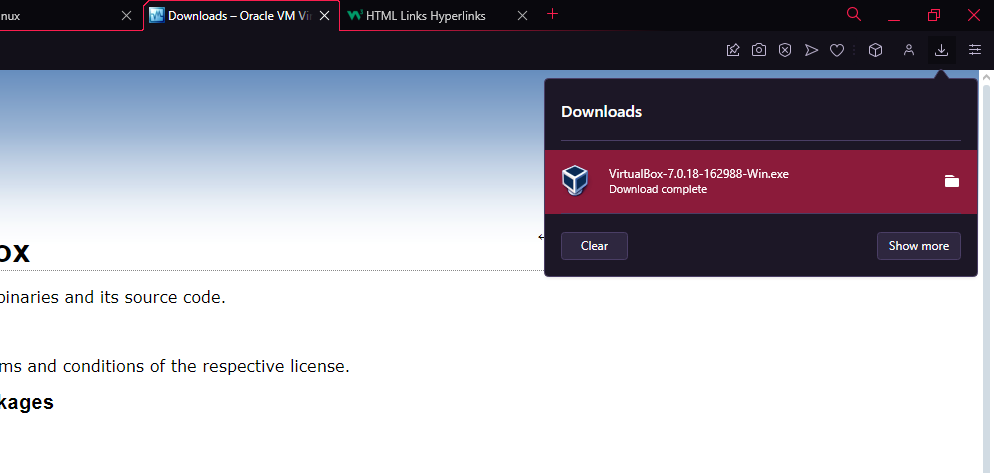 nux
Downloads – Oracle VM Vi
HTML Links Hyperlinks
Downloads
VirtualBox-7.0.18-162988-Win.exe
Download complete
Clear
Show more
ox
binaries and its source code.
ms and conditions of the respective license.
kages